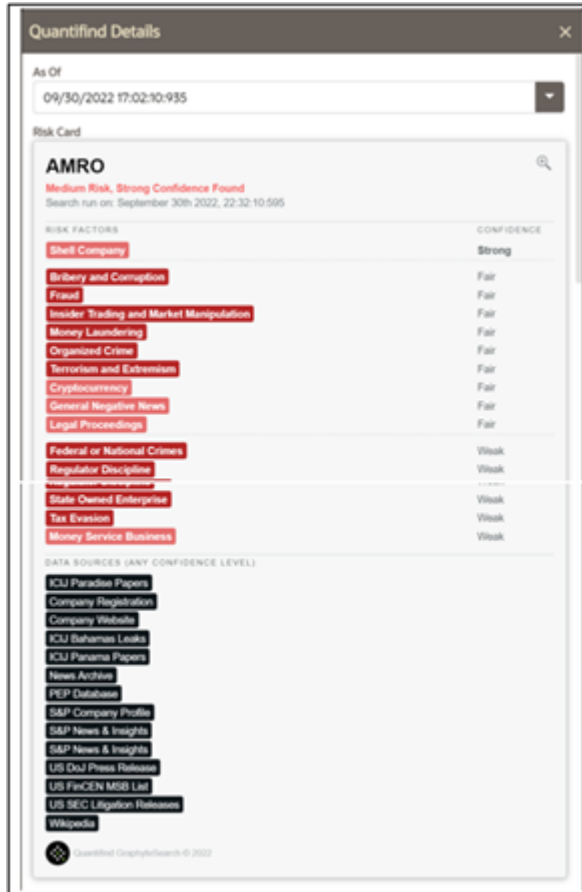 Quantifind Details
As Of
09/30/2022 17:02:10:935
Risk Card
AMRO
Medium Risk, Strong Confidence Found
Search run on: September 30th 2022, 22:32:10:595
RISK FACTORS CONFIDENCE
Shell Company Strong
Bribery and Corruption Fair
Fraud Fair
Insider Trading and Market Manipulation Fair
Money Laundering Fair
Organized Crime Fair
Terrorism and Extremism Fair
Cryptocurrency Fair
General Negative News Fair
Legal Proceedings Fair
Federal or National Crimes Weak
Regulator Discipline Weak
State Owned Enterprise Weak
Tax Evasion Weak
Money Service Business Weak
DATA SOURCES (ANY CONFIDENCE LEVEL)
ICIJ Paradise Papers
Company Registration
Company Website
ICIJ Bahamas Leaks
ICIJ Panama Papers
News Archive
PEP Database
S&P Company Profile
S&P News & Insights
S&P News & Insights
US DoJ Press Release
US FinCEN MSB List
US SEC Litigation Releases
Wikipedia
Quantifind GraphyteSearch © 2022